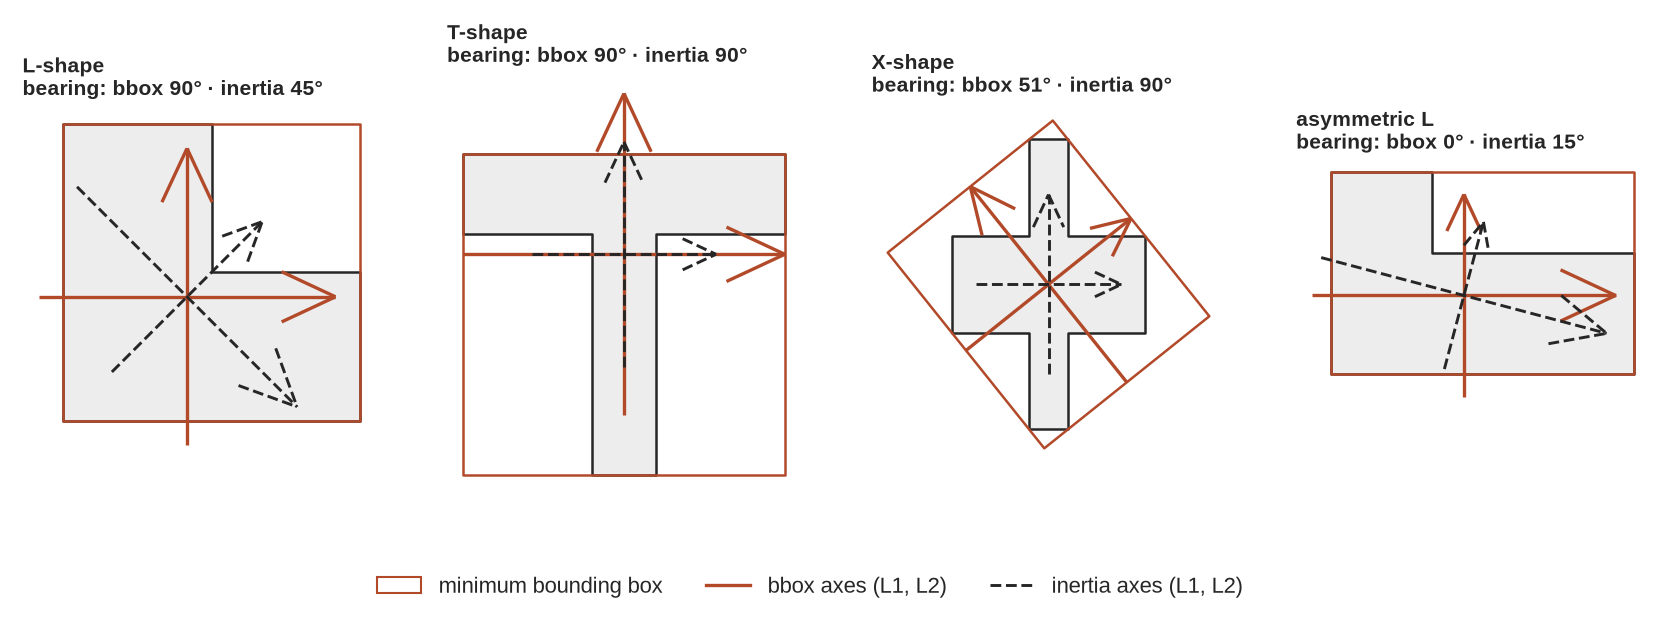 L-shape
bearing: bbox 90° · inertia 45°
T-shape
bearing: bbox 90° · inertia 90°
X-shape
bearing: bbox 51° · inertia 90°
asymmetric L
bearing: bbox 0° · inertia 15°
minimum bounding box
bbox axes (L1, L2)
inertia axes (L1, L2)